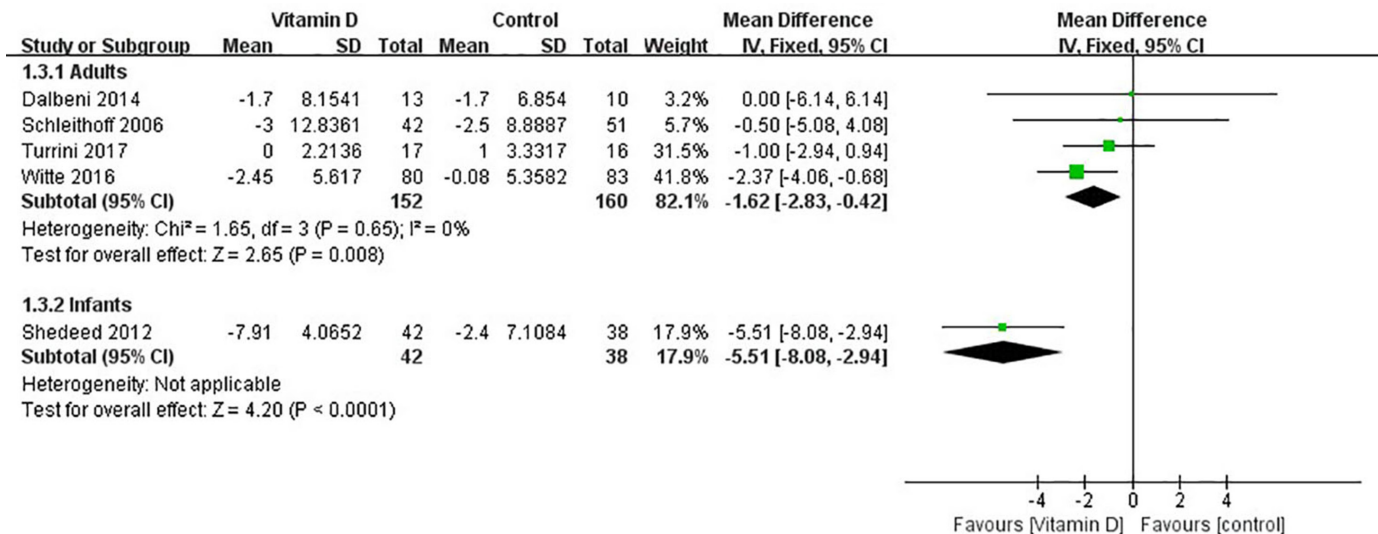 Vitamin D Control Mean Difference Mean Difference
Study or Subgroup Mean SD Total Mean SD Total Weight IV, Fixed, 95% CI IV, Fixed, 95% CI
1.3.1 Adults
Dalbeni 2014 -1.7 8.1541 13 -1.7 6.854 10 3.2% 0.00 [-6.14, 6.14]
Schleithoff 2006 -3 12.8361 42 -2.5 8.8887 51 5.7% -0.50 [-5.08, 4.08]
Turrini 2017 0 2.2136 17 1 3.3317 16 31.5% -1.00 [-2.94, 0.94]
Witte 2016 -2.45 5.617 80 -0.08 5.3582 83 41.8% -2.37 [-4.06, -0.68]
Subtotal (95% CI) 152 160 82.1% -1.62 [-2.83, -0.42]
Heterogeneity: Chi² = 1.65, df = 3 (P = 0.65); I² = 0%
Test for overall effect: Z = 2.65 (P = 0.008)
1.3.2 Infants
Shedeed 2012 -7.91 4.0652 42 -2.4 7.1084 38 17.9% -5.51 [-8.08, -2.94]
Subtotal (95% CI) 42 38 17.9% -5.51 [-8.08, -2.94]
Heterogeneity: Not applicable
Test for overall effect: Z = 4.20 (P < 0.0001)
-4 -2 0 2 4
Favours [Vitamin D] Favours [control]